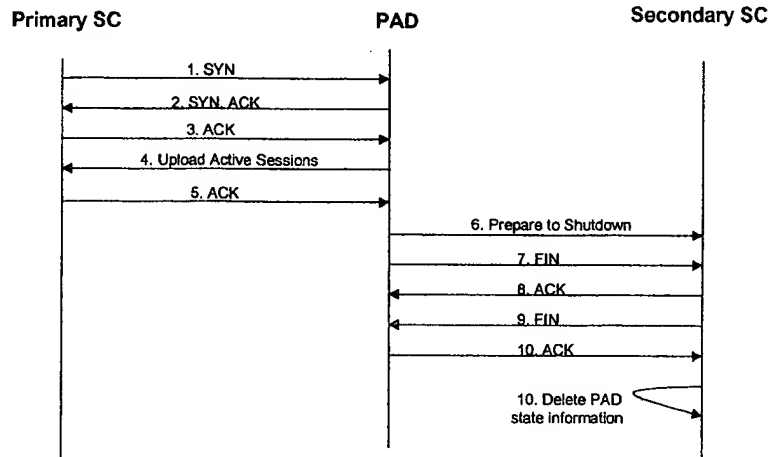 Primary SC
PAD
Secondary SC
1. SYN
2. SYN, ACK
3. ACK
4. Upload Active Sessions
5. ACK
6. Prepare to Shutdown
7. FIN
8. ACK
9. FIN
10. ACK
10. Delete PAD
state information